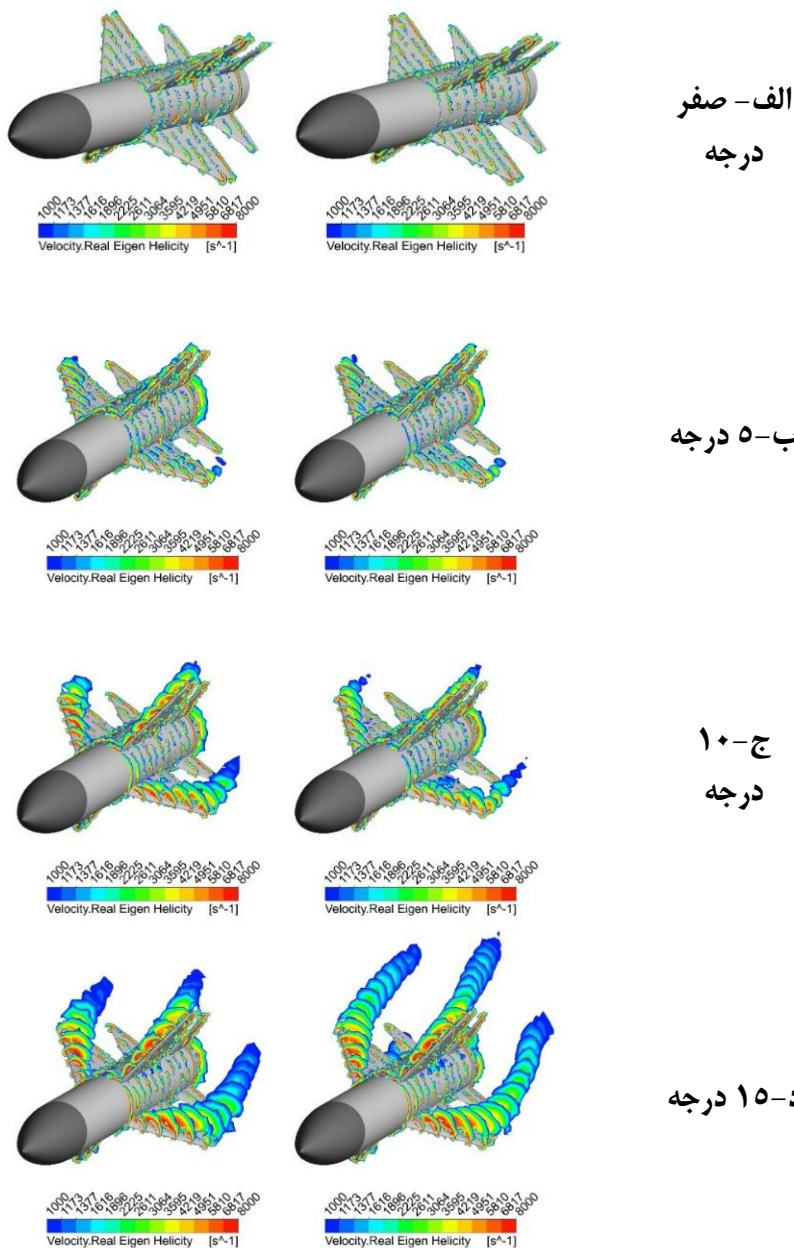 الف- صفر
درجه
1000 1173 1377 1616 1896 2225 2611 3064 3595 4219 4951 5810 6817 8000
Velocity.Real Eigen Helicity [s^-1]
1000 1173 1377 1616 1896 2225 2611 3064 3595 4219 4951 5810 6817 8000
Velocity.Real Eigen Helicity [s^-1]
ب-5 درجه
1000 1173 1377 1616 1896 2225 2611 3064 3595 4219 4951 5810 6817 8000
Velocity.Real Eigen Helicity [s^-1]
1000 1173 1377 1616 1896 2225 2611 3064 3595 4219 4951 5810 6817 8000
Velocity.Real Eigen Helicity [s^-1]
ج-۱۰
درجه
1000 1173 1377 1616 1896 2225 2611 3064 3595 4219 4951 5810 6817 8000
Velocity.Real Eigen Helicity [s^-1]
1000 1173 1377 1616 1896 2225 2611 3064 3595 4219 4951 5810 6817 8000
Velocity.Real Eigen Helicity [s^-1]
د-۱۵ درجه
1000 1173 1377 1616 1896 2225 2611 3064 3595 4219 4951 5810 6817 8000
Velocity.Real Eigen Helicity [s^-1]
1000 1173 1377 1616 1896 2225 2611 3064 3595 4219 4951 5810 6817 8000
Velocity.Real Eigen Helicity [s^-1]